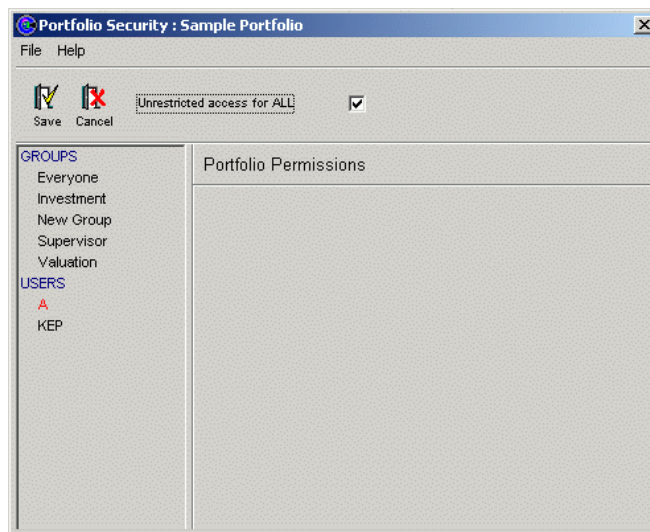 Portfolio Security : Sample Portfolio
File Help
Unrestricted access for ALL
Save Cancel
GROUPS
Everyone
Investment
New Group
Supervisor
Valuation
USERS
A
KEP
Portfolio Permissions